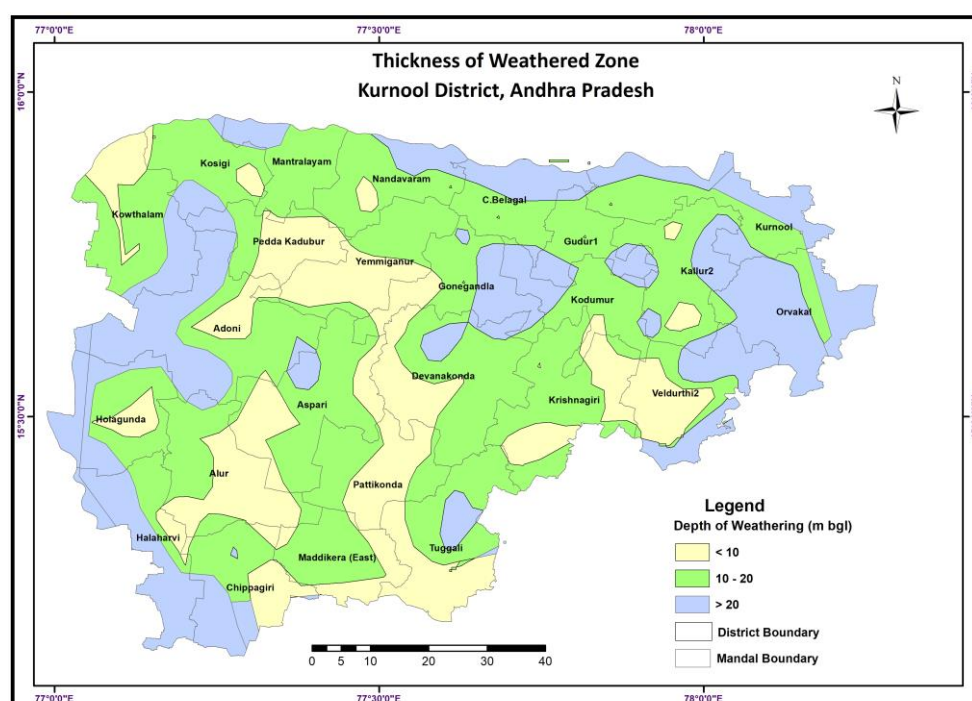 77°0'0"E 77°30'0"E 78°0'0"E
Thickness of Weathered Zone
Kurnool District, Andhra Pradesh
N
16°0'0"N
Kosigi
Mantralayam
Nandavaram
C.Belagal
Kowthalam
Kurnool
Pedda Kadubur
Gudur1
Yemmiganur
Kallur2
Gonegandla
Kodumur
Orvakal
Adoni
Devanakonda
Veldurthi2
Krishnagiri
Aspari
15°30'0"N
Holagunda
Alur
Pattikonda
Legend
Depth of Weathering (m bgl)
< 10
10 - 20
> 20
District Boundary
Mandal Boundary
Halaharvi
Tuggali
Maddikera (East)
Chippagiri
0 5 10 20 30 40
77°0'0"E 77°30'0"E 78°0'0"E